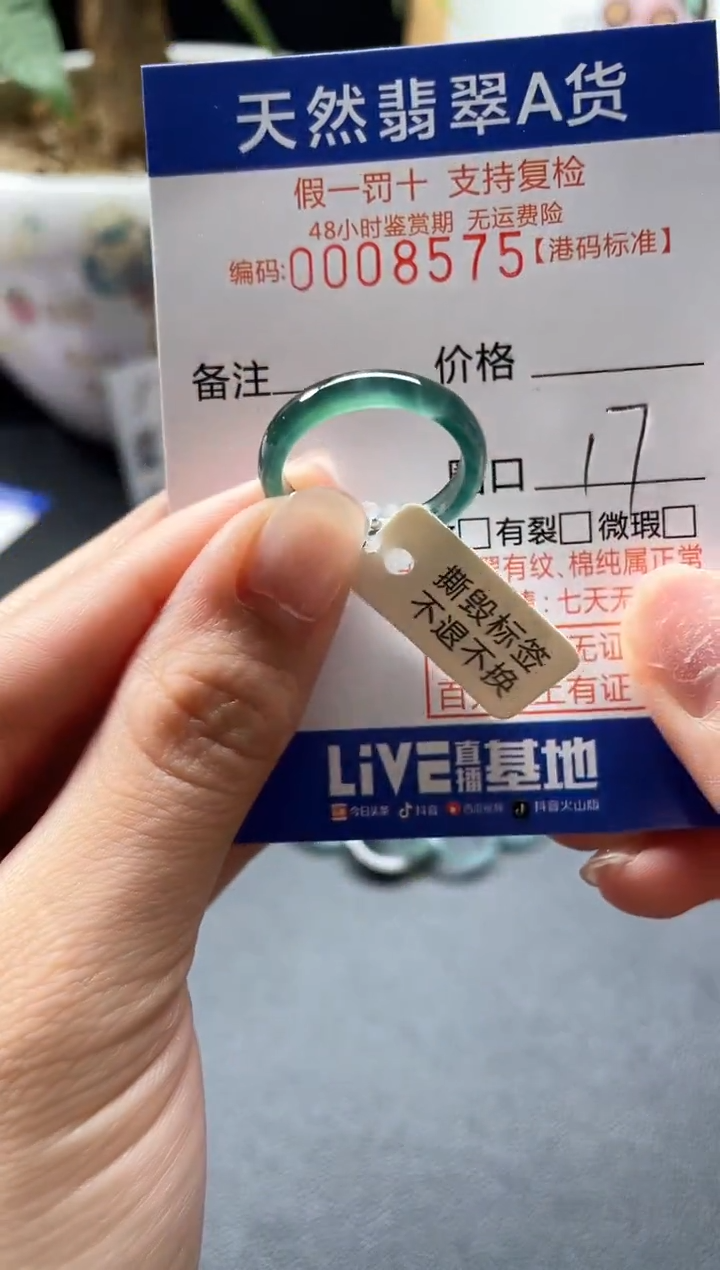 天然翡翠A货
假一罚十 支持复检
48小时鉴赏期 无运费险
编码:0008575【港码标准】
备注 价格
口 17
有裂 微瑕
有纹、棉纯属正常
：七天无
无证
百 上有证
撕毁标签
不退不换
LiVE直播基地
今日头条 抖音 西瓜视频 抖音火山版